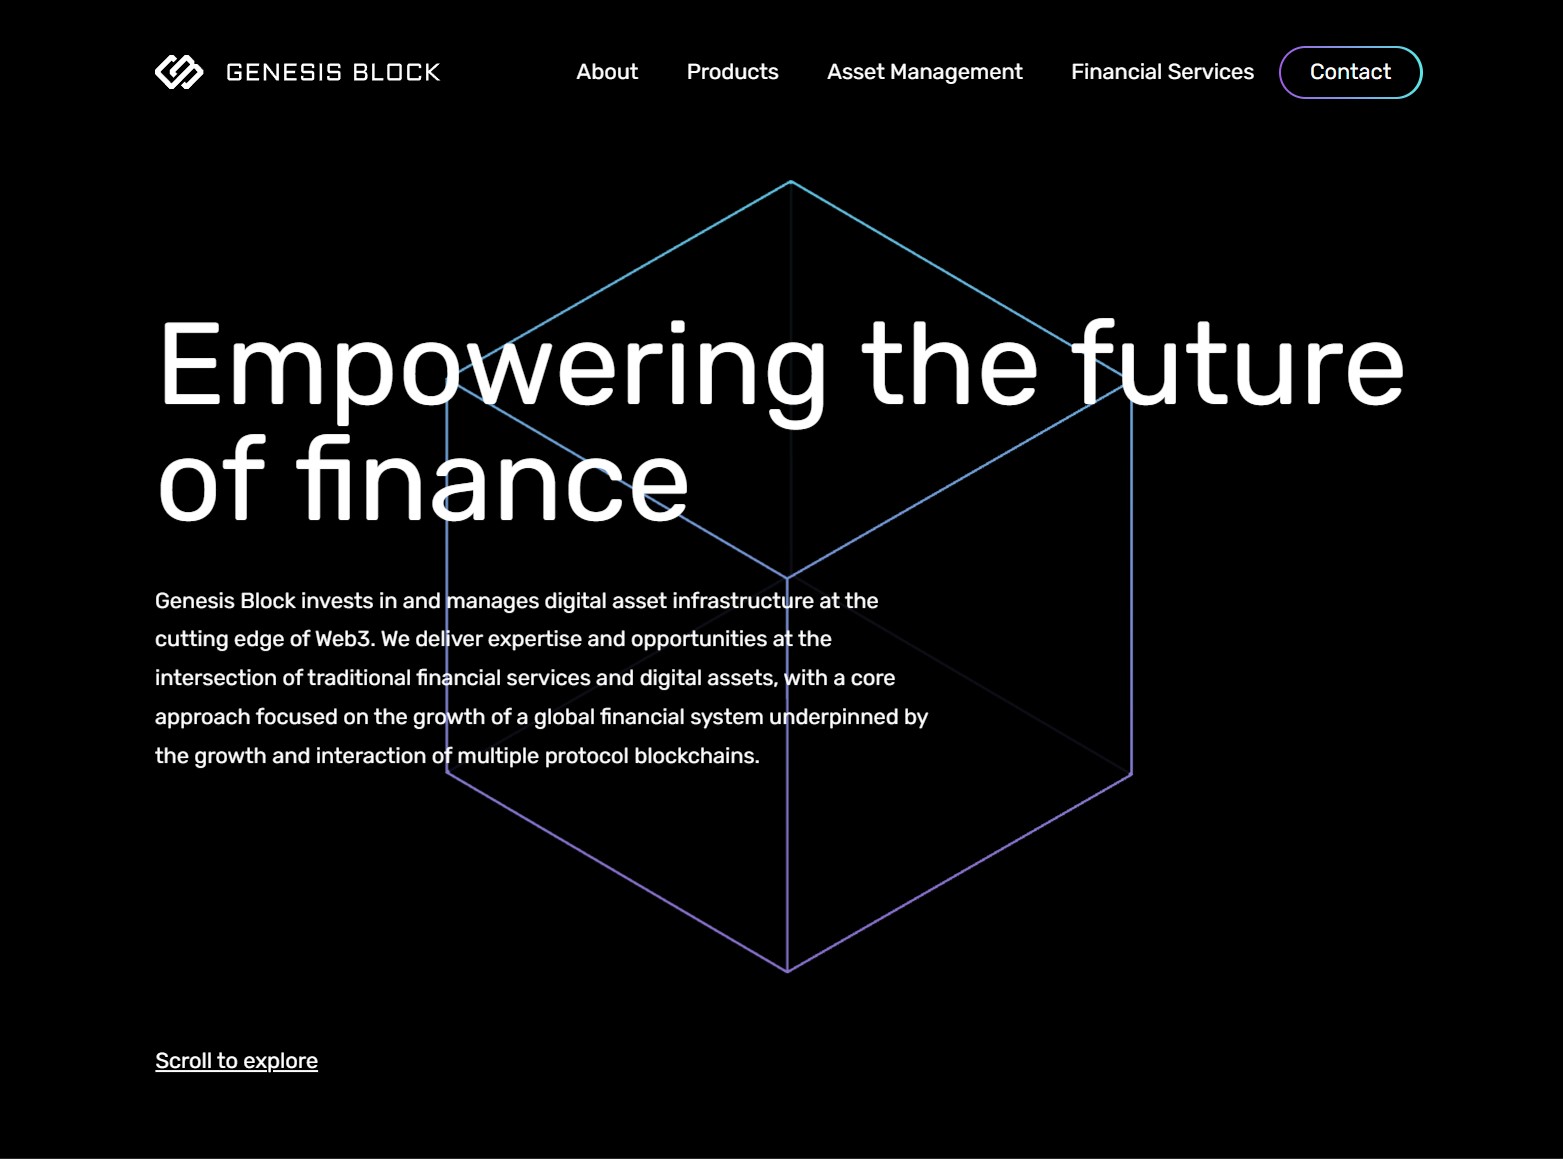 GENESIS BLOCK
About
Products
Asset Management
Financial Services
Contact
Empowering the future
of finance
Genesis Block invests in and manages digital asset infrastructure at the
cutting edge of Web3. We deliver expertise and opportunities at the
intersection of traditional financial services and digital assets, with a core
approach focused on the growth of a global financial system underpinned by
the growth and interaction of multiple protocol blockchains.
Scroll to explore